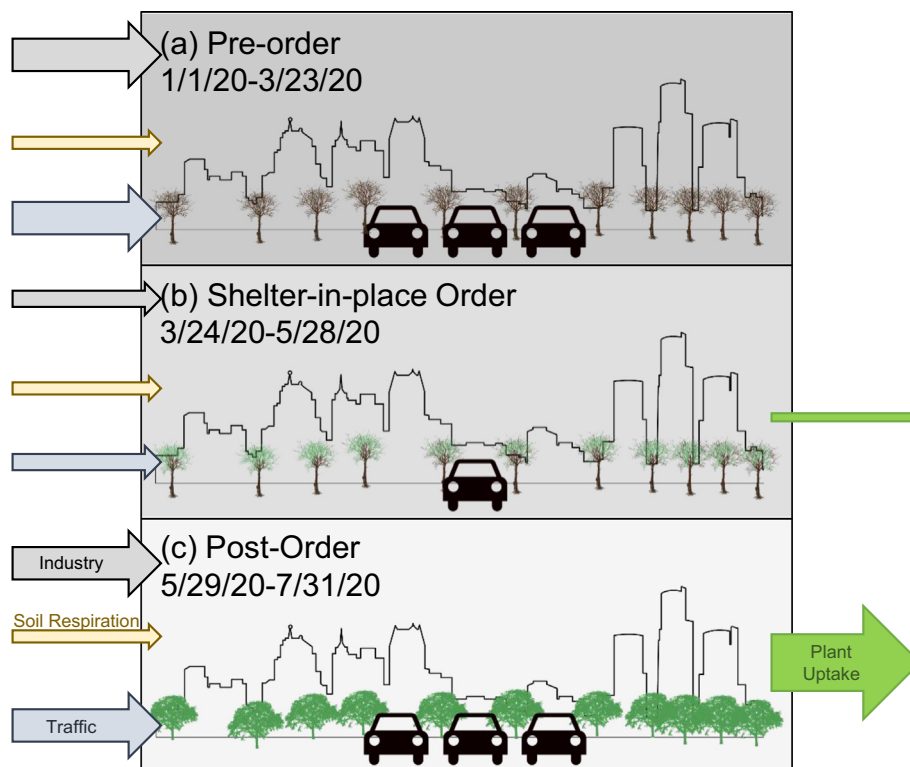 (a) Pre-order
1/1/20-3/23/20
(b) Shelter-in-place Order
3/24/20-5/28/20
(c) Post-Order
5/29/20-7/31/20
Industry
Soil Respiration
Traffic
Plant
Uptake